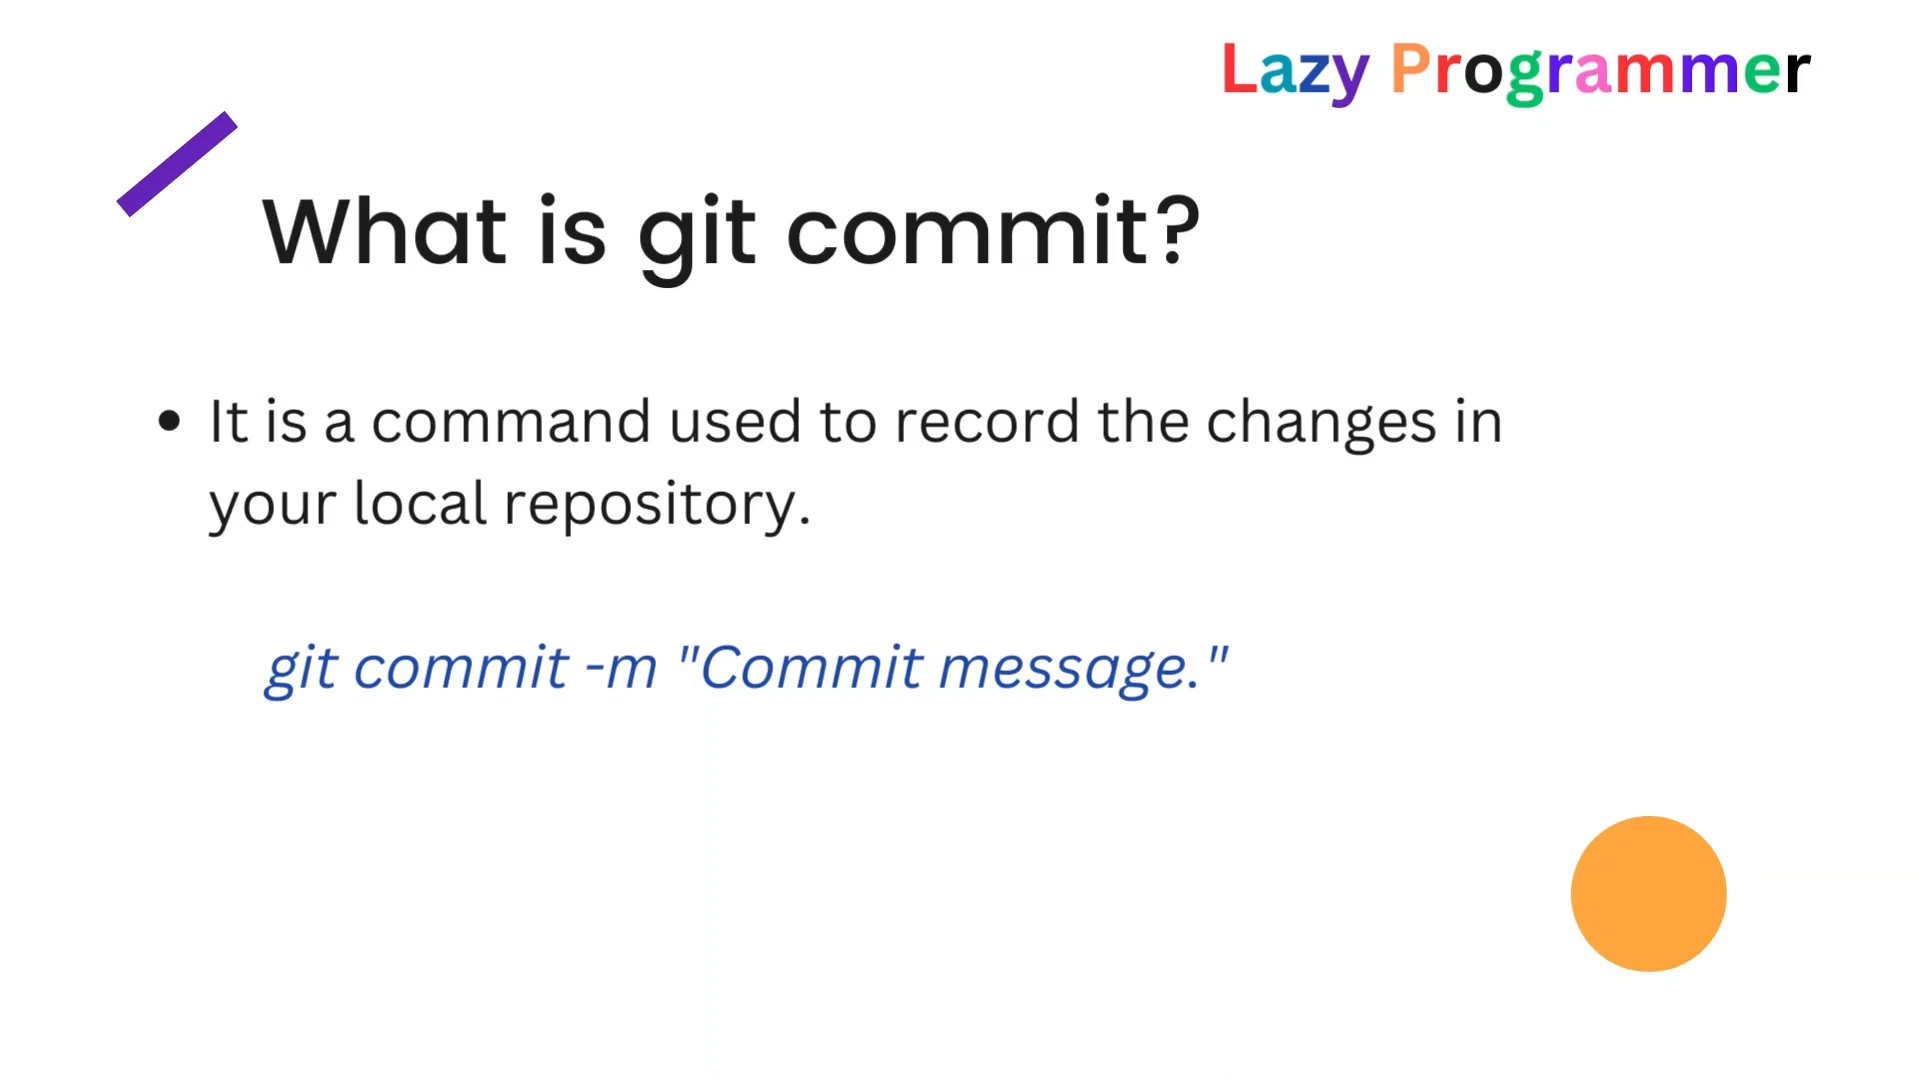 Lazy Programmer
What is git commit?
• It is a command used to record the changes in
your local repository.
git commit -m "Commit message."